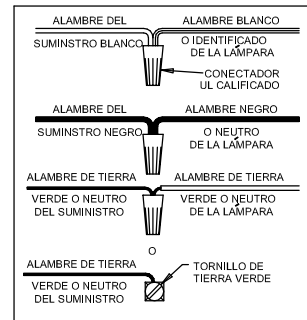 ALAMBRE DEL ALAMBRE BLANCO
SUMINSTRO BLANCO O IDENTIFICADO
DE LA LÁMPARA
CONECTADOR
UL CALIFICADO
ALAMBRE DEL ALAMBRE NEGRO
SUMINSTRO NEGRO O NEUTRO
DE LA LÁMPARA
ALAMBRE DE TIERRA ALAMBRE DE TIERRA
VERDE O NEUTRO VERDE O NEUTRO
DEL SUMINISTRO DE LA LÁMPARA
O
ALAMBRE DE TIERRA TORNILLO DE
TIERRA VERDE
VERDE O NEUTRO
DEL SUMINISTRO